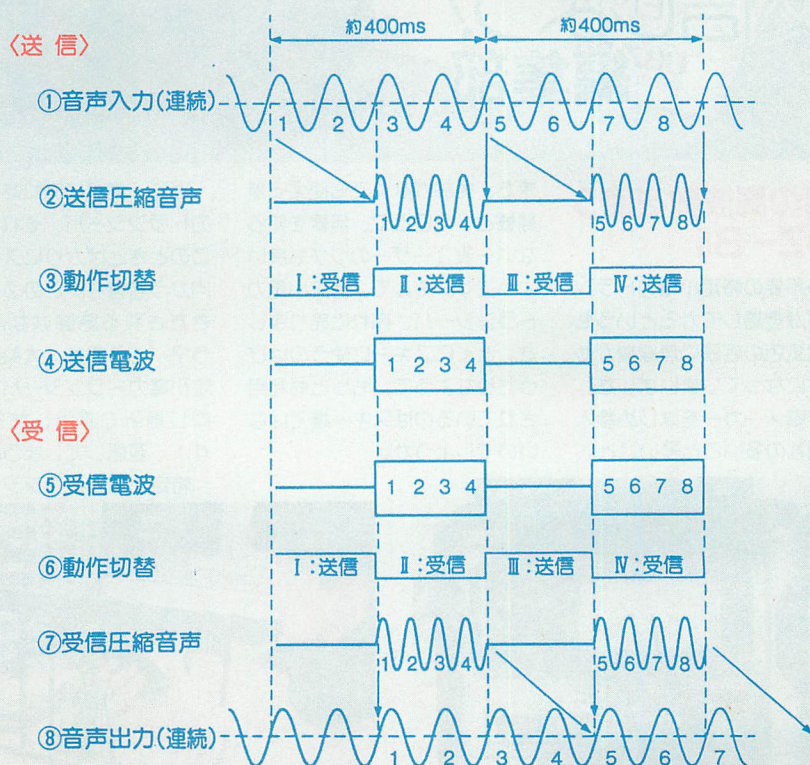 約400ms 約400ms
〈送 信〉
①音声入力(連続)
1 2 3 4 5 6 7 8
②送信圧縮音声
1 2 3 4 5 6 7 8
③動作切替 Ⅰ:受信 Ⅱ:送信 Ⅲ:受信 Ⅳ:送信
④送信電波 1 2 3 4 5 6 7 8
〈受 信〉
⑤受信電波 1 2 3 4 5 6 7 8
⑥動作切替 Ⅰ:送信 Ⅱ:受信 Ⅲ:送信 Ⅳ:受信
⑦受信圧縮音声
1 2 3 4 5 6 7 8
⑧音声出力(連続)
1 2 3 4 5 6 7